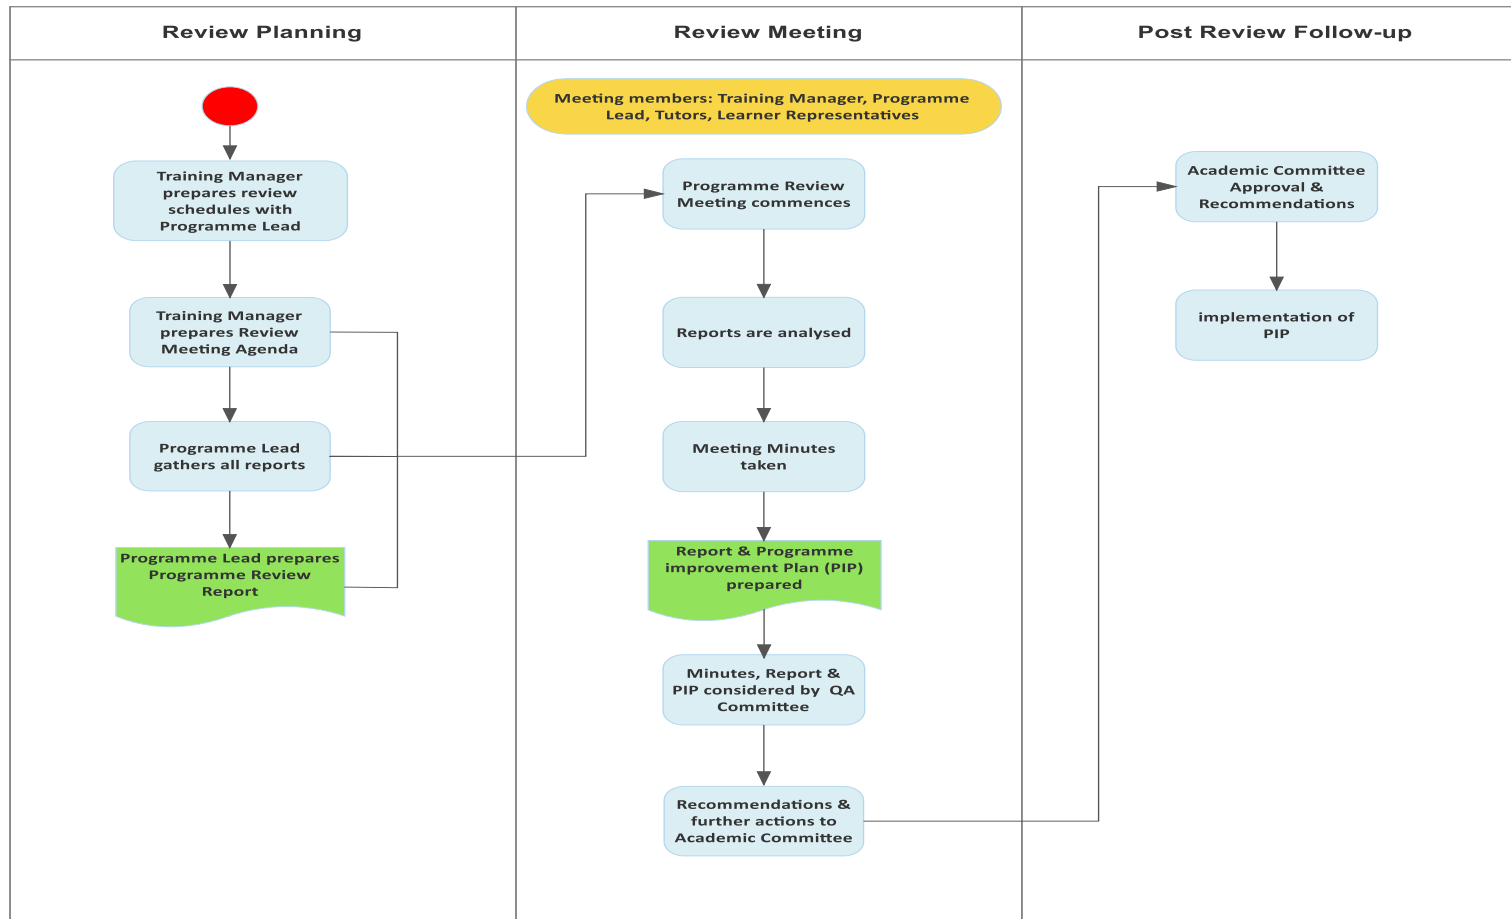 Review Planning
Training Manager
prepares review
schedules with
Programme Lead
Training Manager
prepares Review
Meeting Agenda
Programme Lead
gathers all reports
Programme Lead prepares
Programme Review
Report
Review Meeting
Meeting members: Training Manager, Programme
Lead, Tutors, Learner Representatives
Programme Review
Meeting commences
Reports are analysed
Meeting Minutes
taken
Report & Programme
improvement Plan (PIP)
prepared
Minutes, Report &
PIP considered by  QA
Committee
Recommendations &
further actions to
Academic Committee
Post Review Follow-up
Academic Committee
Approval &
Recommendations
implementation of
PIP